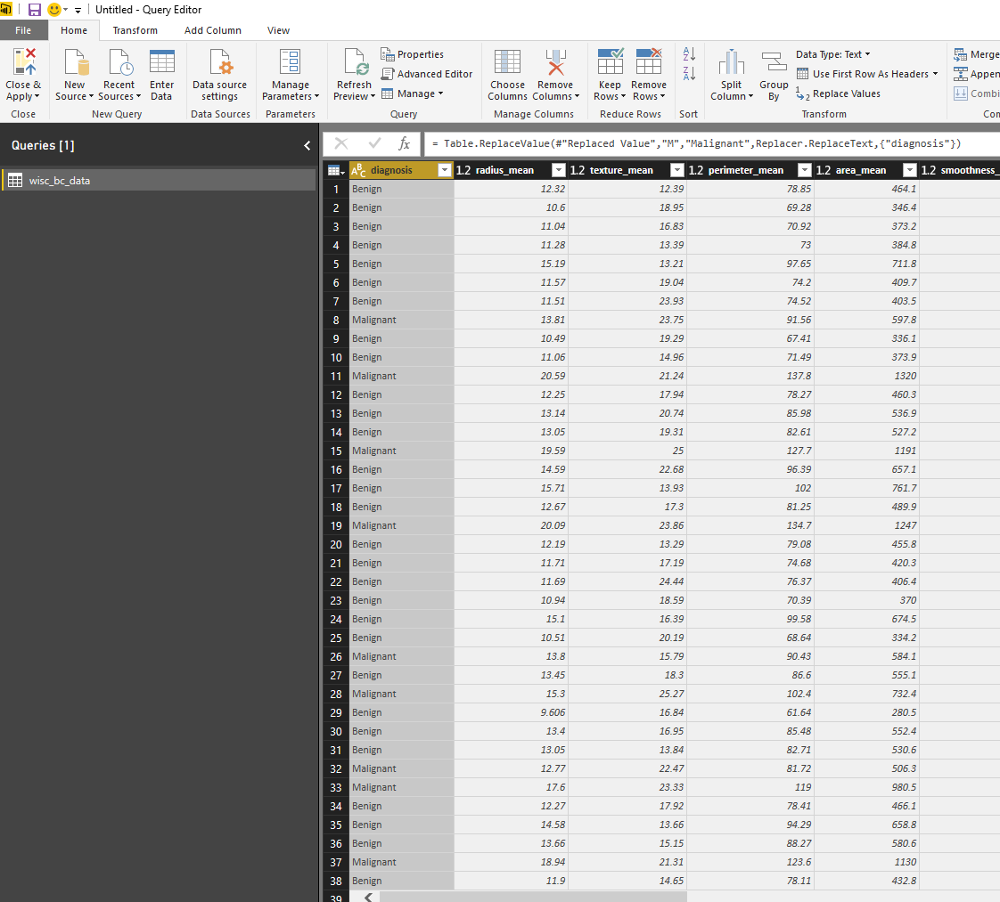 Untitled - Query Editor
File Home Transform Add Column View
Close & Apply New Source Recent Sources Enter Data Data source settings Manage Parameters Refresh Preview Properties Advanced Editor Manage Choose Columns Remove Columns Keep Rows Remove Rows Split Column Group By Data Type: Text Use First Row As Headers Replace Values Merge Appen Combi
Close New Query Data Sources Parameters Query Manage Columns Reduce Rows Sort Transform Con
Queries [1] < fx = Table.ReplaceValue(#"Replaced Value","M","Malignant",Replacer.ReplaceText,{"diagnosis"})
wisc_bc_data
ABC diagnosis 1.2 radius_mean 1.2 texture_mean 1.2 perimeter_mean 1.2 area_mean 1.2 smoothness_
1 Benign 12.32 12.39 78.85 464.1
2 Benign 10.6 18.95 69.28 346.4
3 Benign 11.04 16.83 70.92 373.2
4 Benign 11.28 13.39 73 384.8
5 Benign 15.19 13.21 97.65 711.8
6 Benign 11.57 19.04 74.2 409.7
7 Benign 11.51 23.93 74.52 403.5
8 Malignant 13.81 23.75 91.56 597.8
9 Benign 10.49 19.29 67.41 336.1
10 Benign 11.06 14.96 71.49 373.9
11 Malignant 20.59 21.24 137.8 1320
12 Benign 12.25 17.94 78.27 460.3
13 Benign 13.14 20.74 85.98 536.9
14 Benign 13.05 19.31 82.61 527.2
15 Malignant 19.59 25 127.7 1191
16 Benign 14.59 22.68 96.39 657.1
17 Benign 15.71 13.93 102 761.7
18 Benign 12.67 17.3 81.25 489.9
19 Malignant 20.09 23.86 134.7 1247
20 Benign 12.19 13.29 79.08 455.8
21 Benign 11.71 17.19 74.68 420.3
22 Benign 11.69 24.44 76.37 406.4
23 Benign 10.94 18.59 70.39 370
24 Benign 15.1 16.39 99.58 674.5
25 Benign 10.51 20.19 68.64 334.2
26 Malignant 13.8 15.79 90.43 584.1
27 Benign 13.45 18.3 86.6 555.1
28 Malignant 15.3 25.27 102.4 732.4
29 Benign 9.606 16.84 61.64 280.5
30 Benign 13.4 16.95 85.48 552.4
31 Benign 13.05 13.84 82.71 530.6
32 Malignant 12.77 22.47 81.72 506.3
33 Malignant 17.6 23.33 119 980.5
34 Benign 12.27 17.92 78.41 466.1
35 Benign 14.58 13.66 94.29 658.8
36 Benign 13.66 15.15 88.27 580.6
37 Malignant 18.94 21.31 123.6 1130
38 Benign 11.9 14.65 78.11 432.8
39